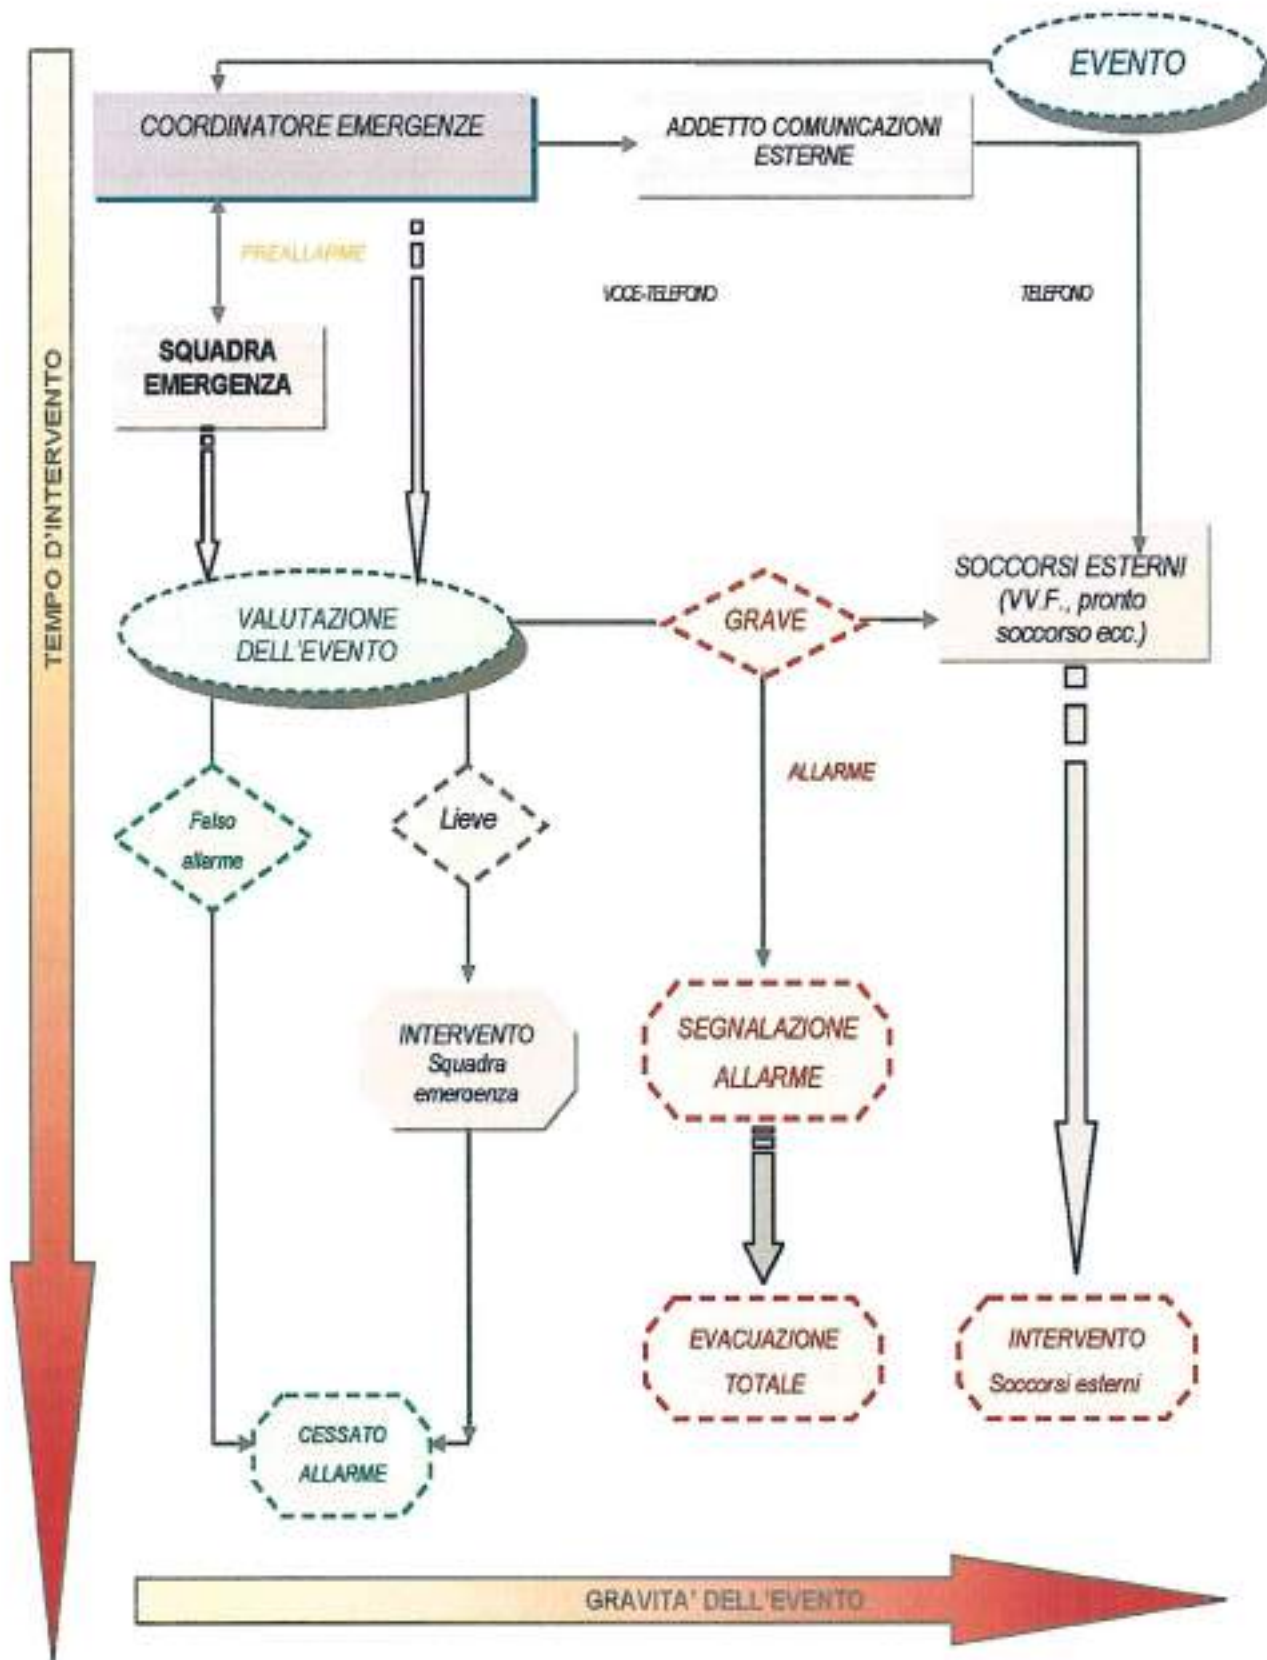 EVENTO
COORDINATORE EMERGENZE
ADDETTO COMUNICAZIONI
ESTERNE
PREALLARME
VOCE-TELEFONO
TELEFONO
SQUADRA
EMERGENZA
TEMPO D'INTERVENTO
SOCCORSI ESTERNI
(VV.F., pronto
soccorso ecc.)
VALUTAZIONE
DELL'EVENTO
GRAVE
ALLARME
Falso
allarme
Lieve
INTERVENTO
Squadra
emergenza
SEGNALAZIONE
ALLARME
EVACUAZIONE
TOTALE
INTERVENTO
Soccorsi esterni
CESSATO
ALLARME
GRAVITA' DELL'EVENTO